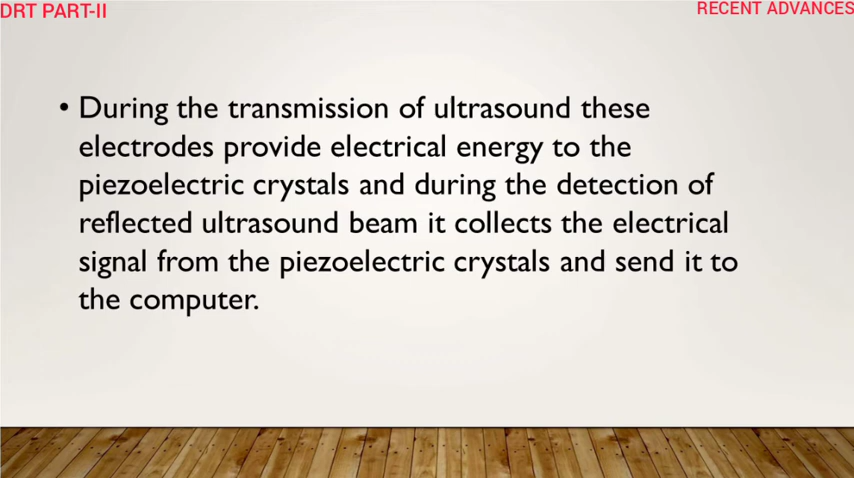 DRT PART-II
RECENT ADVANCES
• During the transmission of ultrasound these
electrodes provide electrical energy to the
piezoelectric crystals and during the detection of
reflected ultrasound beam it collects the electrical
signal from the piezoelectric crystals and send it to
the computer.